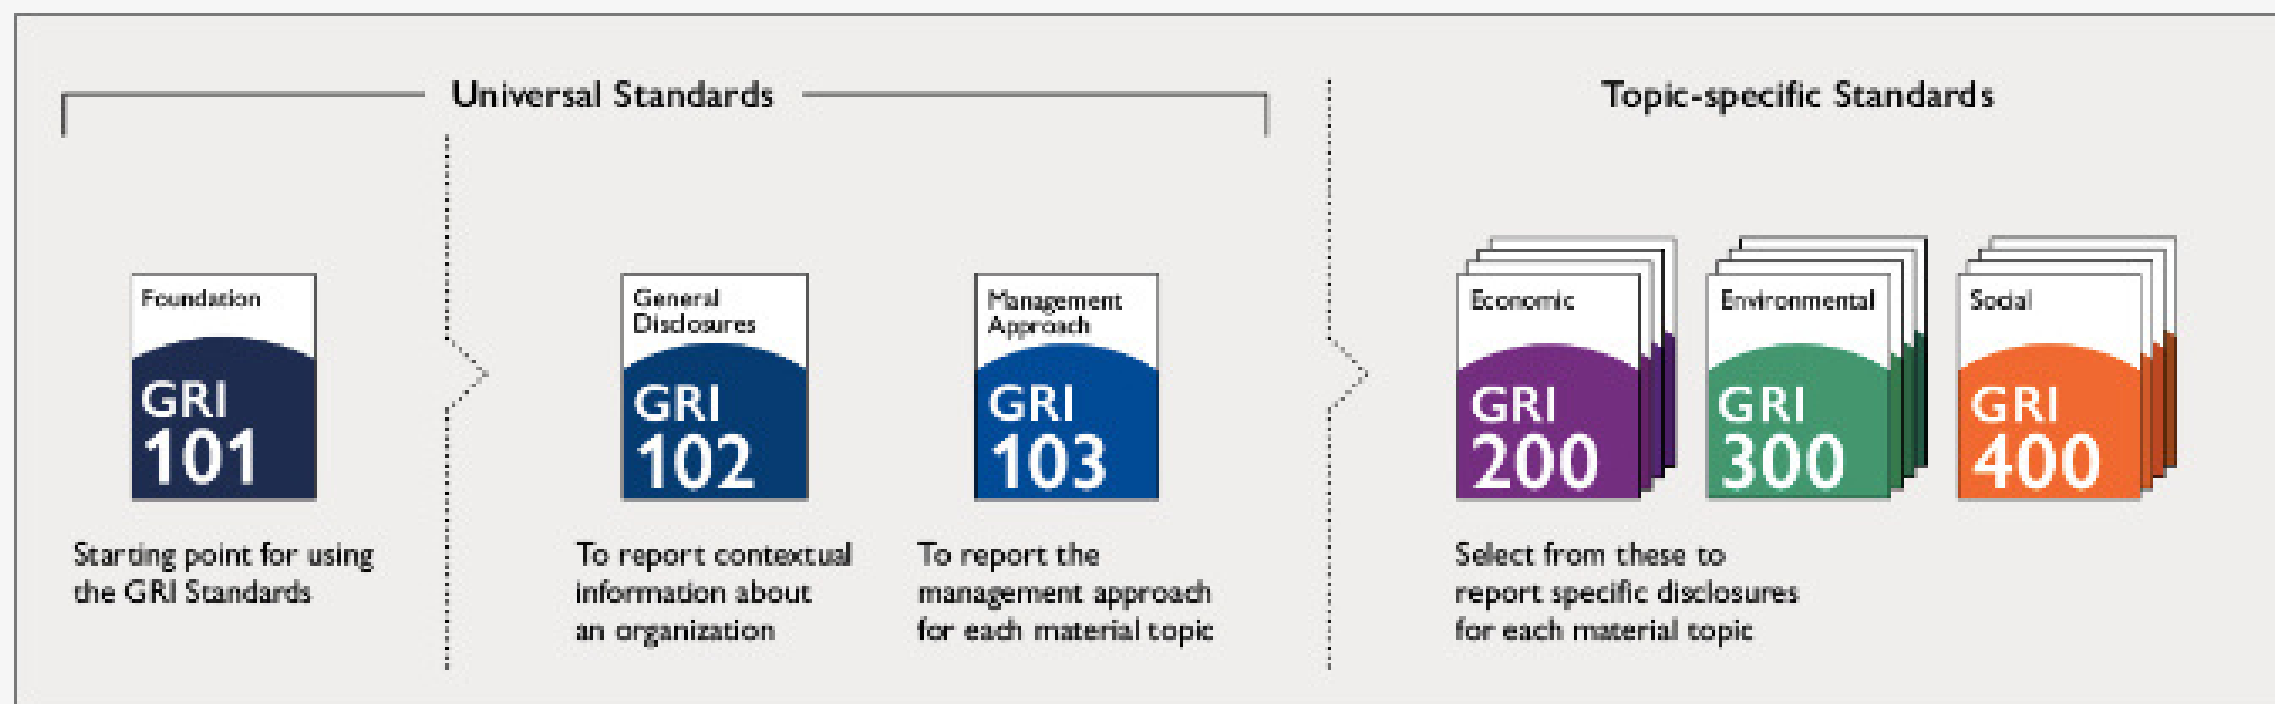 Universal Standards
Topic-specific Standards
Foundation
GRI
101
Starting point for using
the GRI Standards
General
Disclosures
GRI
102
To report contextual
information about
an organization
Management
Approach
GRI
103
To report the
management approach
for each material topic
Economic
GRI
200
Environmental
GRI
300
Social
GRI
400
Select from these to
report specific disclosures
for each material topic